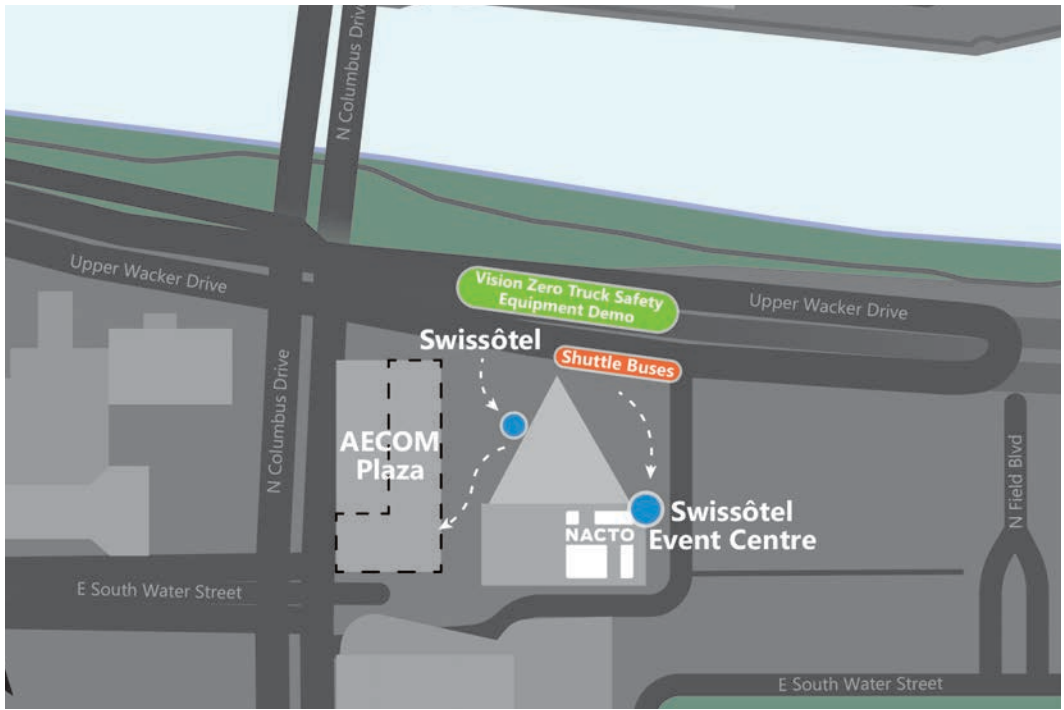 N Columbus Drive
Upper Wacker Drive
Vision Zero Truck Safety
Equipment Demo
Upper Wacker Drive
Swissôtel
Shuttle Buses
N Columbus Drive
AECOM
Plaza
N Field Blvd
NACTO
Swissôtel
Event Centre
E South Water Street
E South Water Street